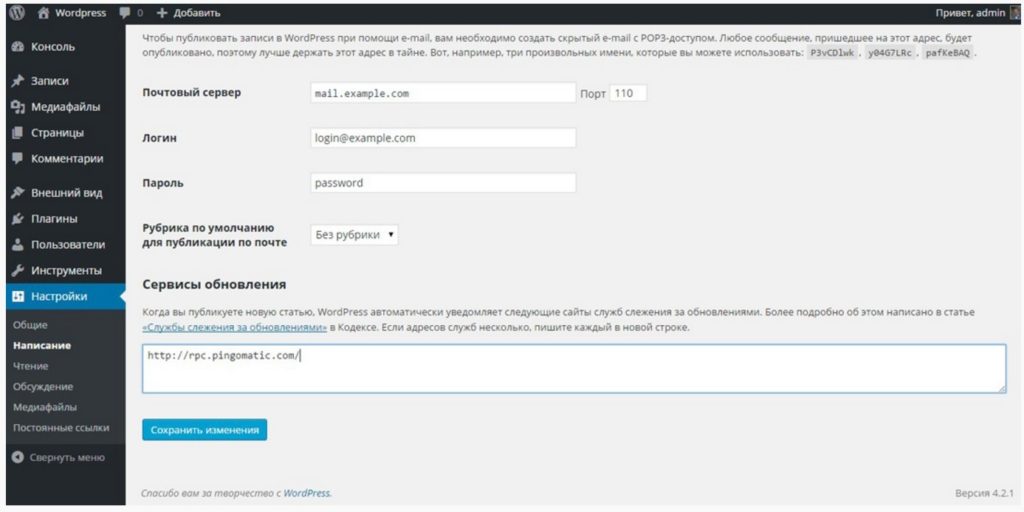 Wordpress 0 Добавить Привет, admin
Консоль
Записи
Медиафайлы
Страницы
Комментарии
Внешний вид
Плагины
Пользователи
Инструменты
Настройки
Общие
Написание
Чтение
Обсуждение
Медиафайлы
Постоянные ссылки
Свернуть меню
Чтобы публиковать записи в WordPress при помощи e-mail, вам необходимо создать скрытый e-mail с POP3-доступом. Любое сообщение, пришедшее на этот адрес, будет
опубликовано, поэтому лучше держать этот адрес в тайне. Вот, например, три произвольных имени, которые вы можете использовать: P3vCDlwk , y04G7LRc , pafKeBAQ .
Почтовый сервер mail.example.com Порт 110
Логин login@example.com
Пароль password
Рубрика по умолчанию
для публикации по почте Без рубрики
Сервисы обновления
Когда вы публикуете новую статью, WordPress автоматически уведомляет следующие сайты служб слежения за обновлениями. Более подробно об этом написано в статье
«Службы слежения за обновлениями» в Кодексе. Если адресов служб несколько, пишите каждый в новой строке.
http://rpc.pingomatic.com/
Сохранить изменения
Спасибо вам за творчество с WordPress. Версия 4.2.1